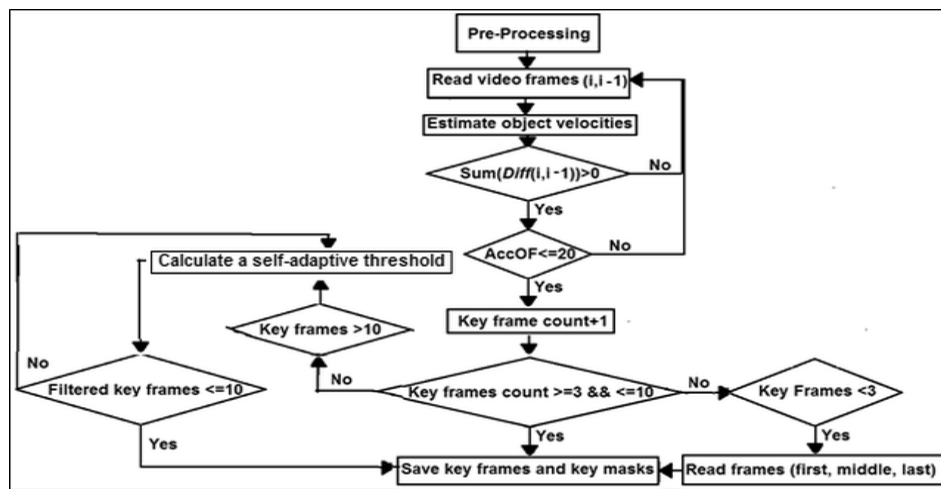 Pre-Processing
Read video frames (i,i-1)
Estimate object velocities
Sum(Diff(i,i-1))>0
No
Yes
AccOF<=20
No
Calculate a self-adaptive threshold
Yes
Key frame count+1
Key frames >10
No
Filtered key frames <=10
No
Key frames count >=3 && <=10
No
Key Frames <3
Yes
Yes
Yes
Save key frames and key masks
Read frames (first, middle, last)